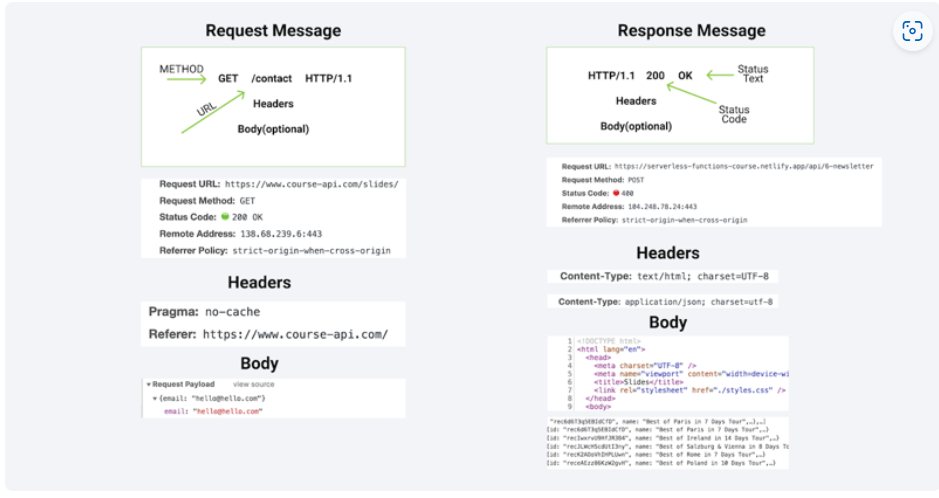 Request Message
METHOD
GET /contact HTTP/1.1
URL
Headers
Body(optional)
Request URL: https://www.course-api.com/slides/
Request Method: GET
Status Code: 200 OK
Remote Address: 138.68.239.6:443
Referrer Policy: strict-origin-when-cross-origin
Headers
Pragma: no-cache
Referer: https://www.course-api.com/
Body
Request Payload view source
{email: "hello@hello.com"}
email: "hello@hello.com"
Response Message
HTTP/1.1 200 OK
Status
Text
Headers
Status
Code
Body(optional)
Request URL: https://serverless-functions-course.netlify.app/api/6-newsletter
Request Method: POST
Status Code: 400
Remote Address: 104.248.78.24:443
Referrer Policy: strict-origin-when-cross-origin
Headers
Content-Type: text/html; charset=UTF-8
Content-Type: application/json; charset=utf-8
Body
1 <!DOCTYPE html>
2 <html lang="en">
3 <head>
4 <meta charset="UTF-8" />
5 <meta name="viewport" content="width=device-wi
6 <title>Slides</title>
7 <link rel="stylesheet" href="./styles.css" />
8 </head>
9 <body>
name: "Best of Paris in 7 Days Tour",…},…]
{id: name: "Best of Paris in 7 Days Tour",…}
{id: name: "Best of Ireland in 14 Days Tour",…}
{id: name: "Best of Salzburg & Vienna in 8 Days To
{id: name: "Best of Rome in 7 Days Tour",…}
{id: name: "Best of Poland in 10 Days Tour",…}